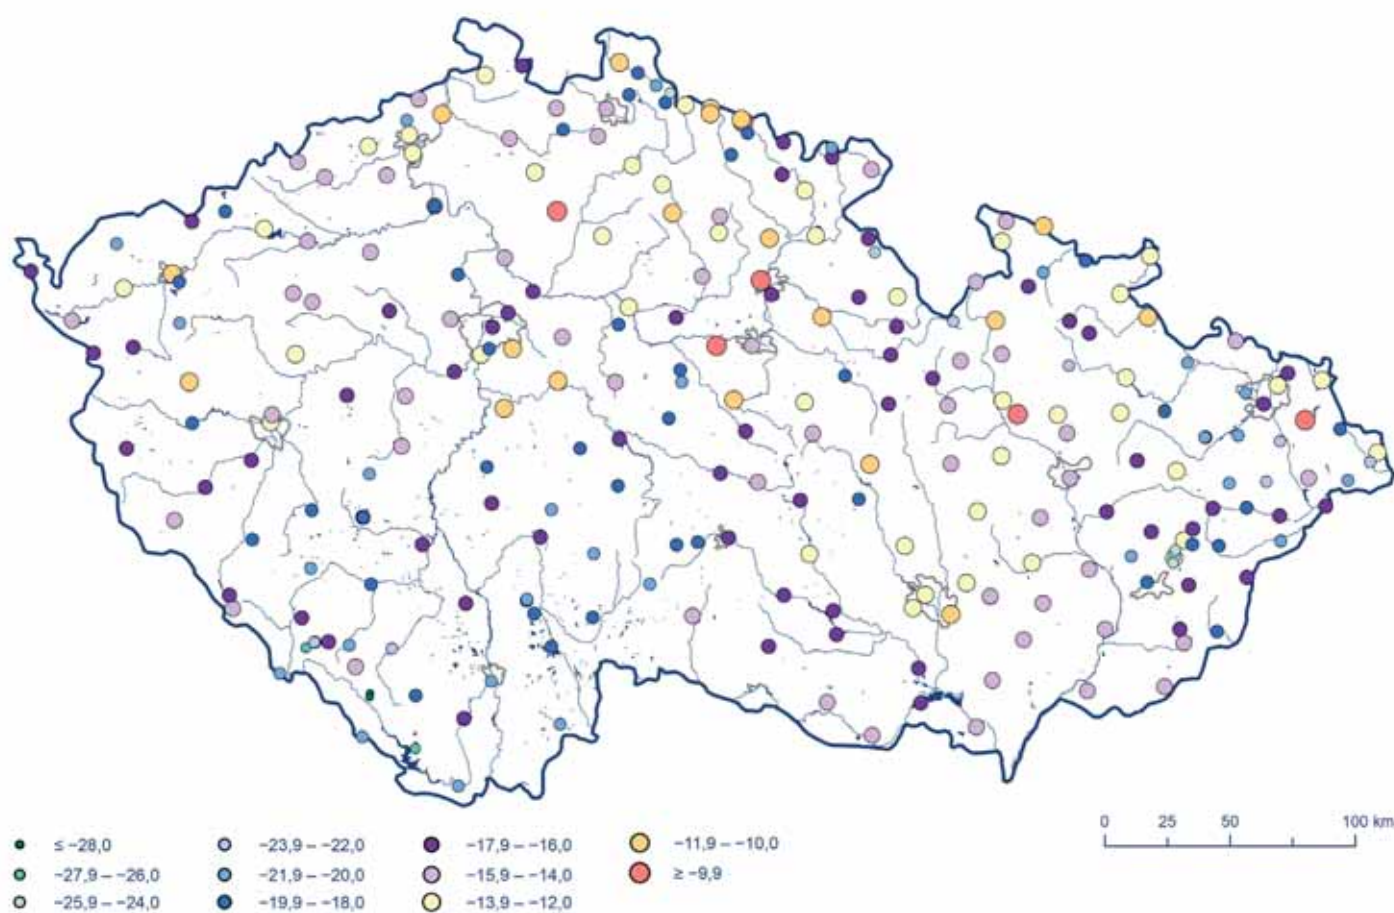 ≤ −28,0
−27,9 – −26,0
−25,9 – −24,0
−23,9 – −22,0
−21,9 – −20,0
−19,9 – −18,0
−17,9 – −16,0
−15,9 – −14,0
−13,9 – −12,0
−11,9 – −10,0
≥ −9,9
0 25 50 100 km